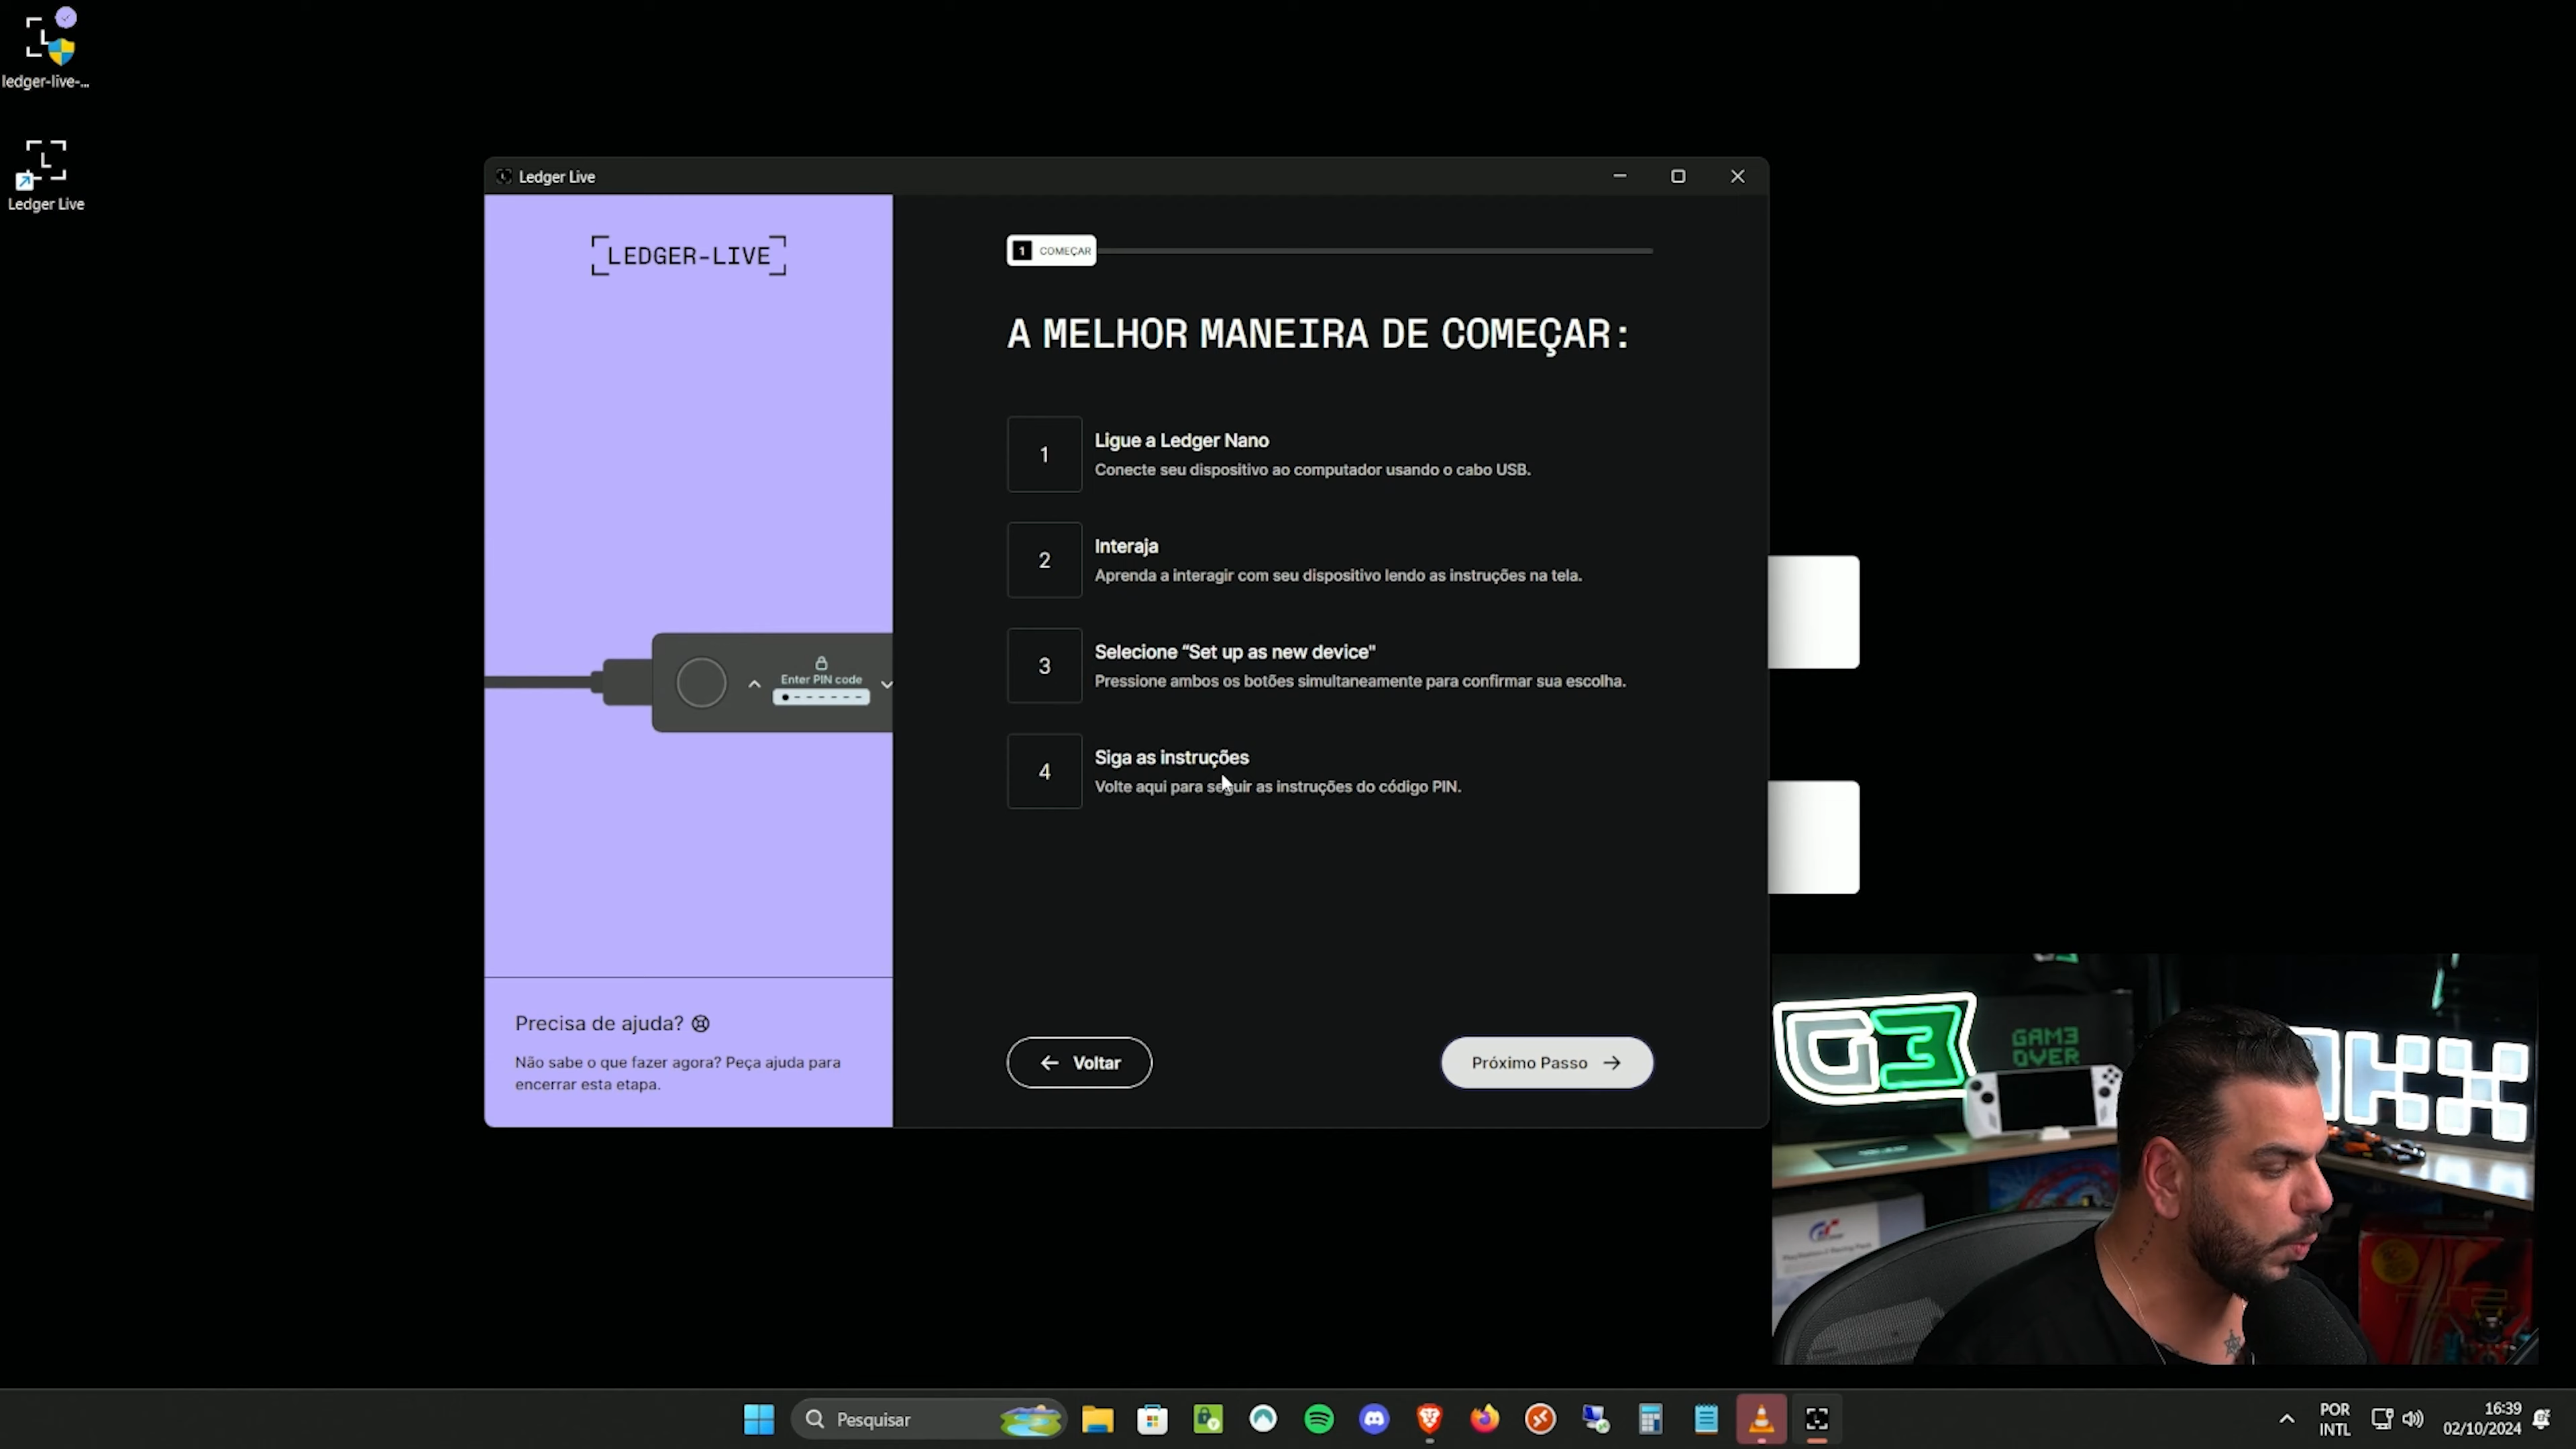 ledger-live-...
Ledger Live
Ledger Live
LEDGER-LIVE
Enter PIN code
Precisa de ajuda?
Não sabe o que fazer agora? Peça ajuda para
encerrar esta etapa.
1 COMEÇAR
A MELHOR MANEIRA DE COMEÇAR:
1
Ligue a Ledger Nano
Conecte seu dispositivo ao computador usando o cabo USB.
2
Interaja
Aprenda a interagir com seu dispositivo lendo as instruções na tela.
3
Selecione “Set up as new device"
Pressione ambos os botões simultaneamente para confirmar sua escolha.
4
Siga as instruções
Volte aqui para seguir as instruções do código PIN.
Voltar
Próximo Passo
G3
GAM3
OVER
Pesquisar
POR
INTL
16:39
02/10/2024